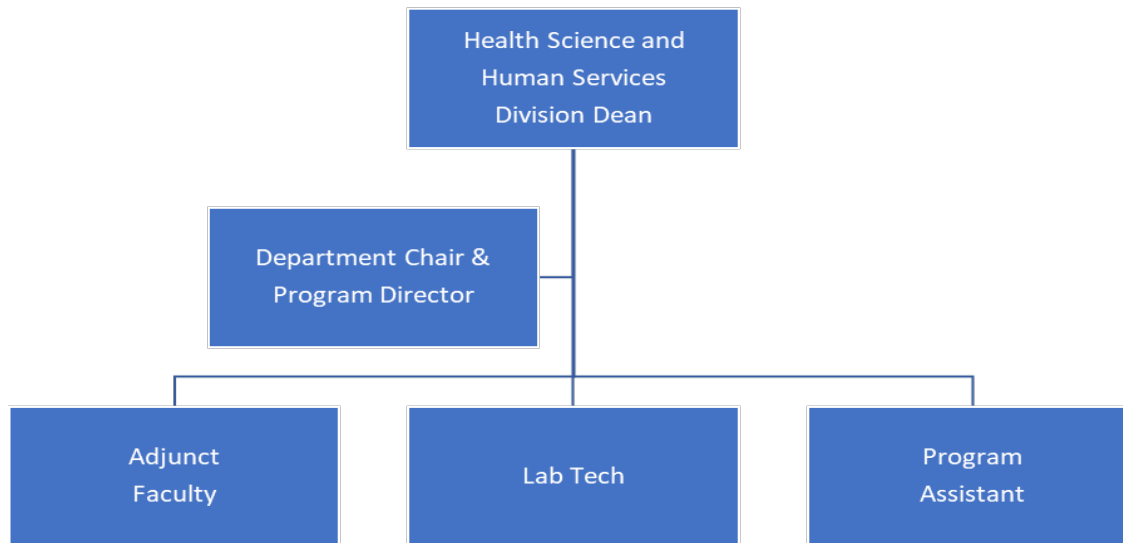 Health Science and
Human Services
Division Dean
Department Chair &
Program Director
Adjunct
Faculty
Lab Tech
Program
Assistant